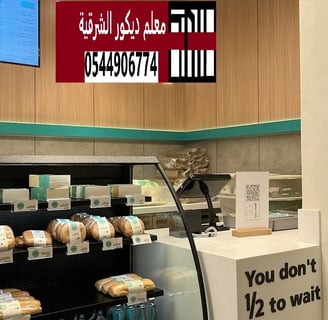 معلم ديكور الشرقية
0544906774
You don't
1/2 to wait